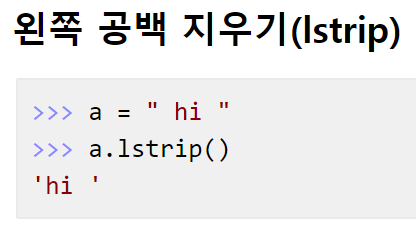 왼쪽 공백 지우기(lstrip)
>>> a = " hi "
>>> a.lstrip()
'hi '